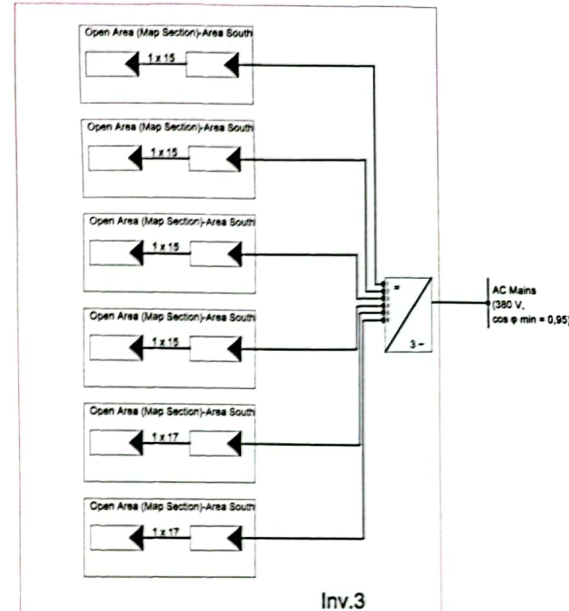 Open Area (Map Section)-Area South
1 x 15
Open Area (Map Section)-Area South
1 x 15
Open Area (Map Section)-Area South
1 x 15
Open Area (Map Section)-Area South
1 x 15
Open Area (Map Section)-Area South
1 x 17
Open Area (Map Section)-Area South
1 x 17
=
3 ~
AC Mains
(380 V,
cos φ min = 0,95)
Inv.3